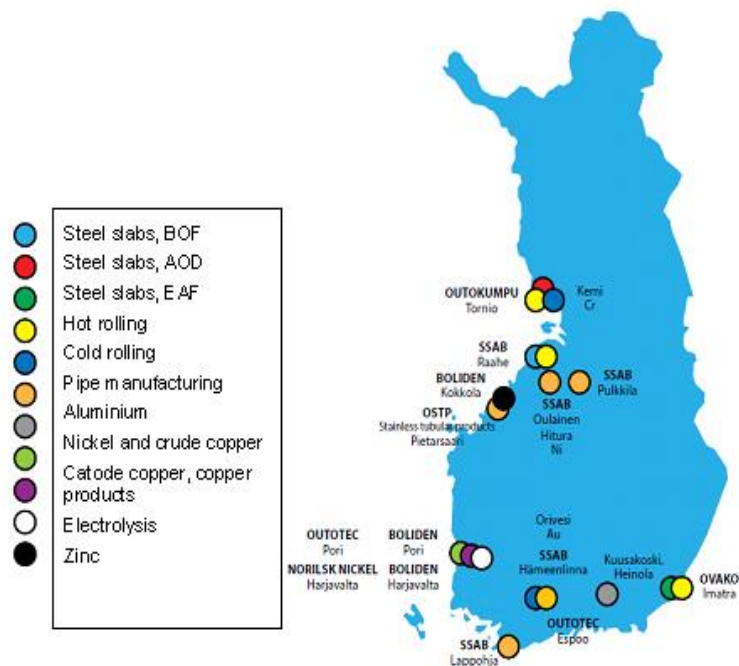 Steel slabs, BOF
Steel slabs, AOD
Steel slabs, EAF
Hot rolling
Cold rolling
Pipe manufacturing
Aluminium
Nickel and crude copper
Catode copper, copper
products
Electrolysis
Zinc
OUTOKUMPU
Tornio
Kemi
Cr
SSAB
Raahe
BOLIDEN
Kokkola
OSTP
Stainless tubular products
Pietarsaari
SSAB
Oulainen
Hitura
Ni
SSAB
Pulkkila
OUTOTEC
Pori
BOLIDEN
Pori
NORILSK NICKEL
Harjavalta
BOLIDEN
Harjavalta
Orivesi
Au
SSAB
Hämeenlinna
Kuusakoski,
Heinola
OVAKO
Imatra
OUTOTEC
Espoo
SSAB
Lappohja